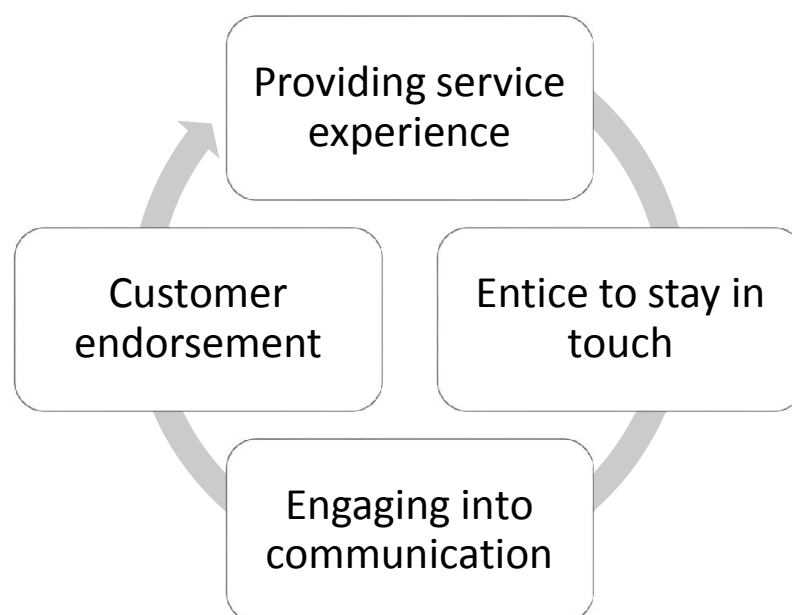 Providing service
experience
Entice to stay in
touch
Engaging into
communication
Customer
endorsement